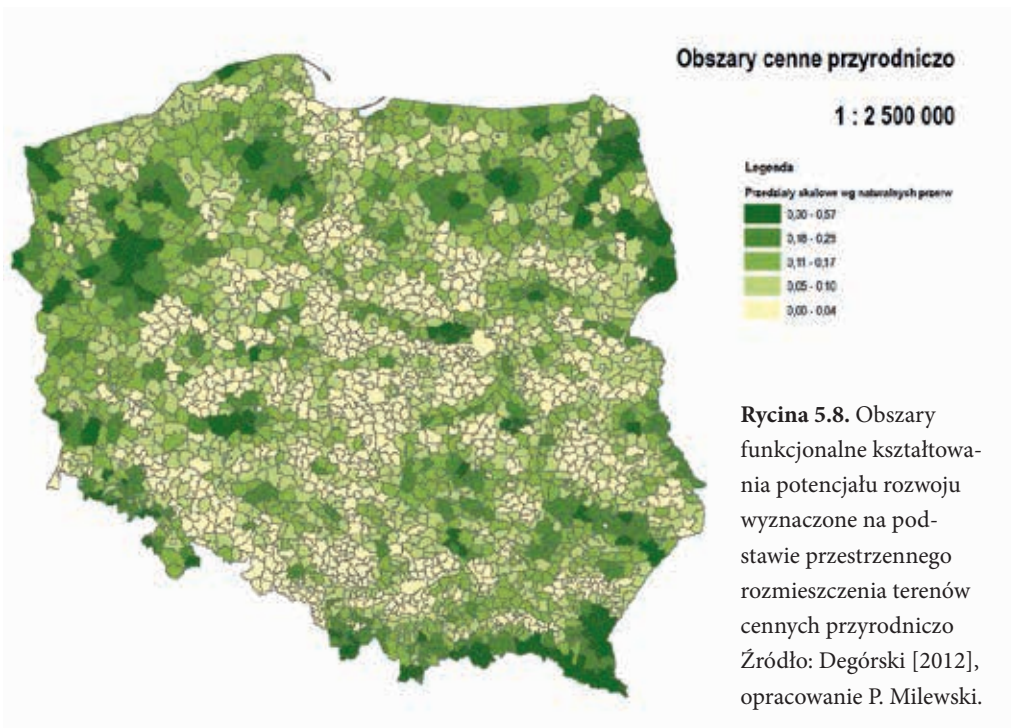 Obszary cenne przyrodniczo
1 : 2 500 000
Legenda
Przedziały skalowe wg naturalnych przerw
0,30 - 0,57
0,18 - 0,29
0,11 - 0,17
0,05 - 0,10
0,00 - 0,04
Rycina 5.8. Obszary
funkcjonalne kształtowa-
nia potencjału rozwoju
wyznaczone na pod-
stawie przestrzennego
rozmieszczenia terenów
cennych przyrodniczo
Źródło: Degórski [2012],
opracowanie P. Milewski.